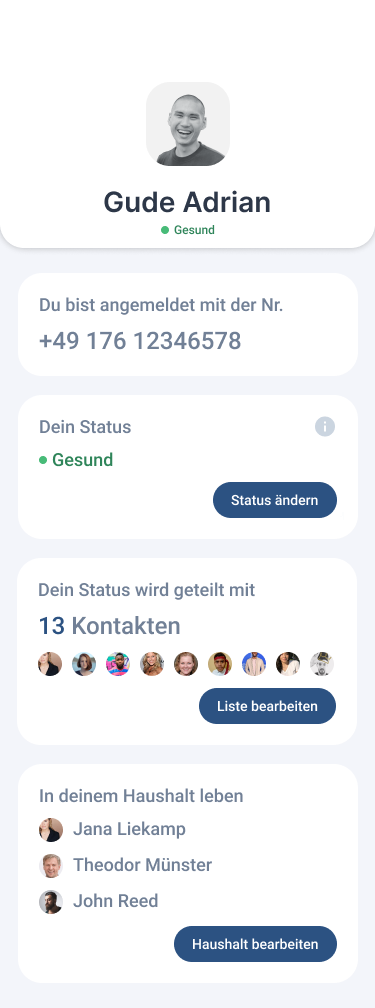 Gude Adrian
Gesund
Du bist angemeldet mit der Nr.
+49 176 12346578
Dein Status
i
Gesund
Status ändern
Dein Status wird geteilt mit
13 Kontakten
Liste bearbeiten
In deinem Haushalt leben
Jana Liekamp
Theodor Münster
John Reed
Haushalt bearbeiten